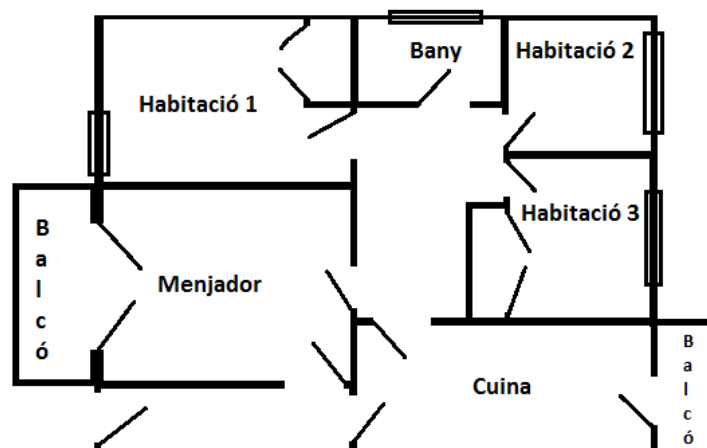 Bany
Habitació 2
Habitació 1
Habitació 3
B
a
l
c
ó
Menjador
Cuina
B
a
l
c
ó